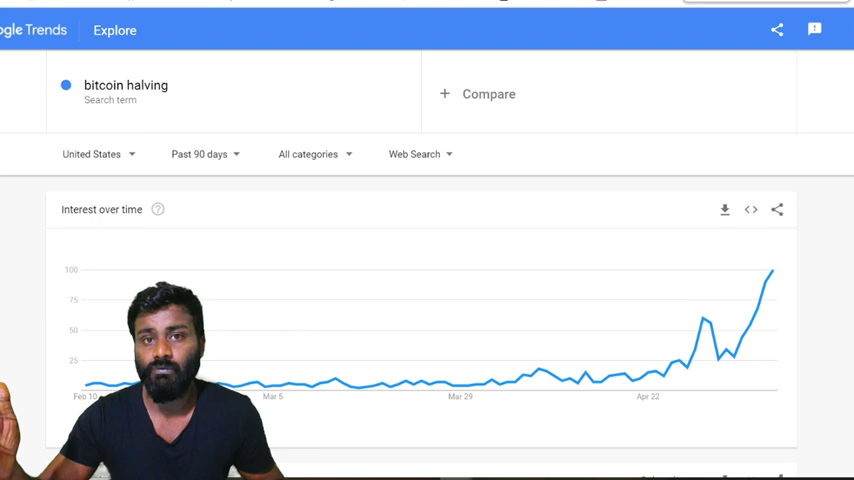 ogle Trends
Explore
bitcoin halving
Search term
+ Compare
United States
Past 90 days
All categories
Web Search
Interest over time
?
100
75
50
25
Feb 10
Mar 5
Mar 29
Apr 22